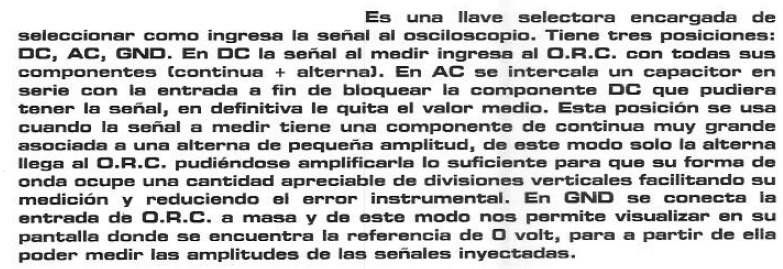 Es una llave selectora encargada de
seleccionar como ingresa la señal al osciloscopio. Tiene tres posiciones:
DC, AC, GND. En DC la señal al medir ingresa al O.R.C. con todas sus
componentes (continua + alterna). En AC se intercala un capacitor en
serie con la entrada a fin de bloquear la componente DC que pudiera
tener la señal, en definitiva le quita el valor medio. Esta posición se usa
cuando la señal a medir tiene una componente de continua muy grande
asociada a una alterna de pequeña amplitud, de este modo solo la alterna
llega al O.R.C. pudiéndose amplificarla lo suficiente para que su forma de
onda ocupe una cantidad apreciable de divisiones verticales facilitando su
medición y reduciendo el error instrumental. En GND se conecta la
entrada de O.R.C. a masa y de este modo nos permite visualizar en su
pantalla donde se encuentra la referencia de 0 volt, para a partir de ella
poder medir las amplitudes de las señales inyectadas.